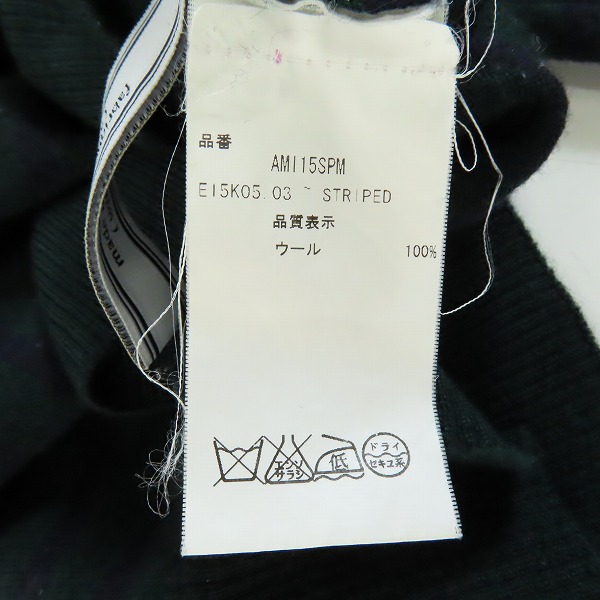 品番
AMI15SPM
E15K05.03 ~ STRIPED
品質表示
ウール 100%
エンソ
サラシ
低
ドライ
セキユ系
made